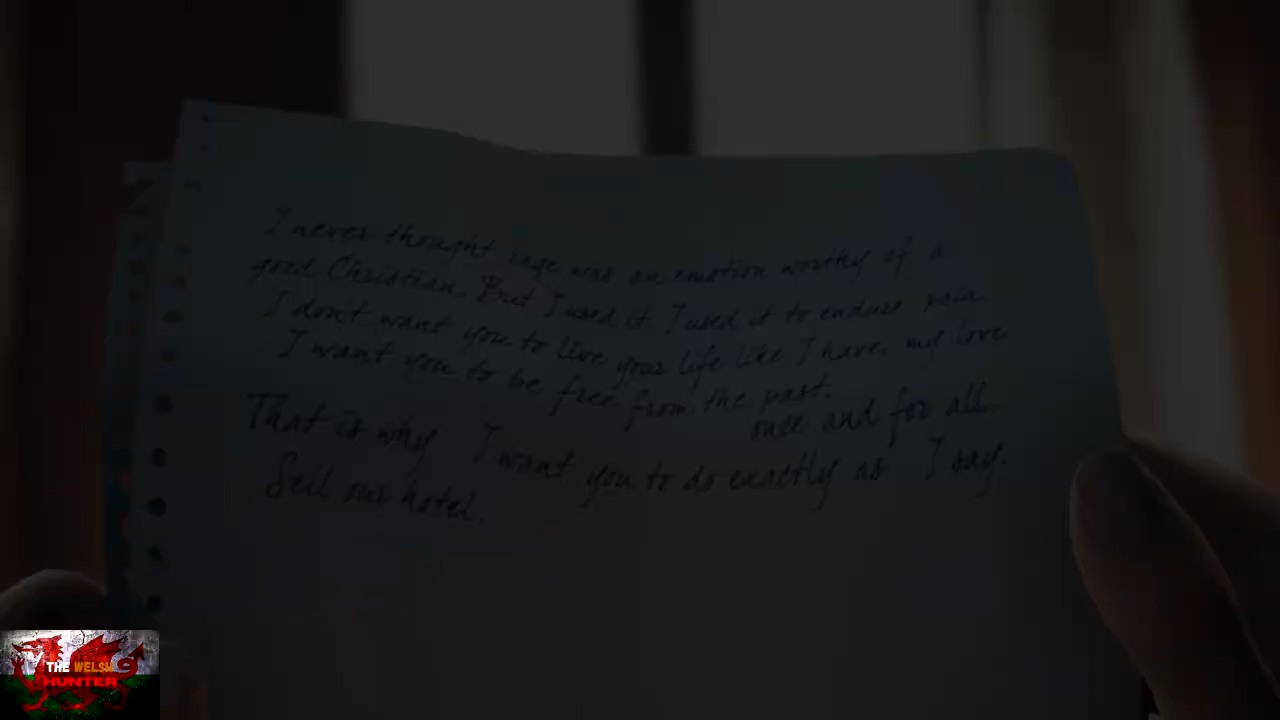 I never thought rage was an emotion worthy of a
good Christian. But I used it. I used it to endure pain.
I don't want you to live your life like I have, my love.
I want you to be free from the past.
once and for all.
That is why I want you to do exactly as I say.
Sell our hotel.
THE WELSH
HUNTER